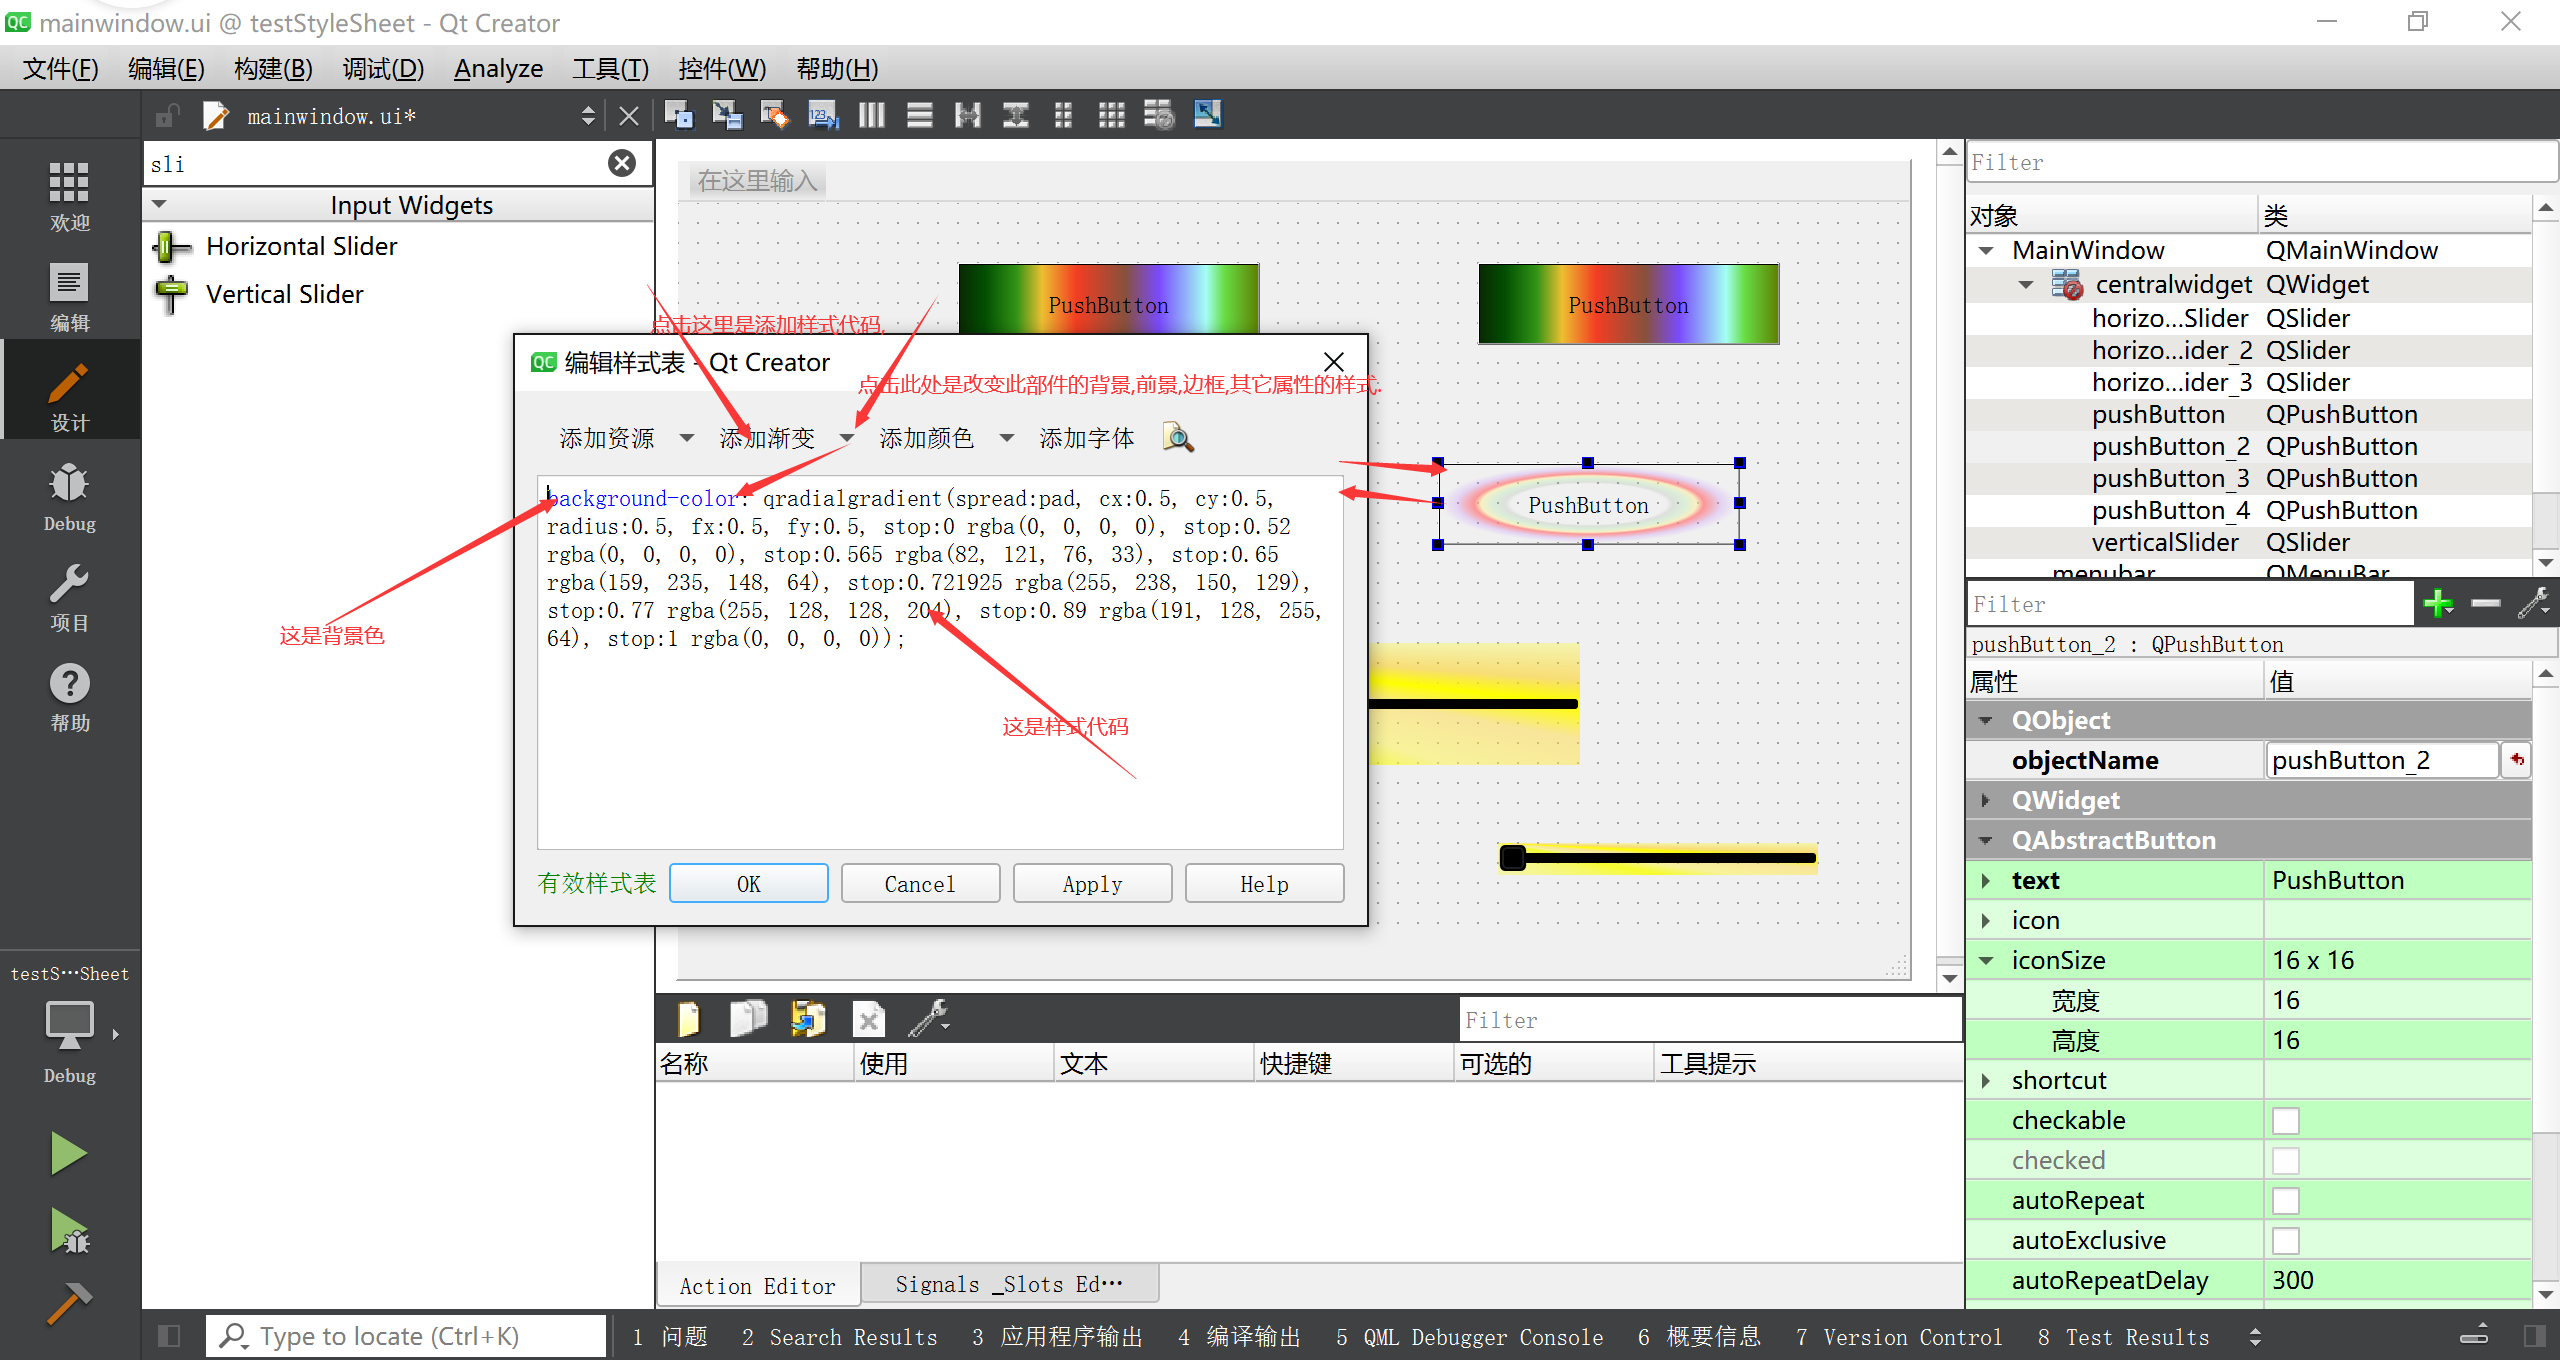 mainwindow.ui @ testStyleSheet - Qt Creator
文件(F) 编辑(E) 构建(B) 调试(D) Analyze 工具(T) 控件(W) 帮助(H)
mainwindow.ui*
sli
Input Widgets
Horizontal Slider
Vertical Slider
欢迎
编辑
设计
Debug
项目
帮助
testS…Sheet
Debug
在这里输入
PushButton
PushButton
点击这里是添加样式代码.
编辑样式表 - Qt Creator
点击此处是改变此部件的背景,前景,边框,其它属性的样式.
添加资源 添加渐变 添加颜色 添加字体
background-color: qradialgradient(spread:pad, cx:0.5, cy:0.5,
radius:0.5, fx:0.5, fy:0.5, stop:0 rgba(0, 0, 0, 0), stop:0.52
rgba(0, 0, 0, 0), stop:0.565 rgba(82, 121, 76, 33), stop:0.65
rgba(159, 235, 148, 64), stop:0.721925 rgba(255, 238, 150, 129),
stop:0.77 rgba(255, 128, 128, 204), stop:0.89 rgba(191, 128, 255,
64), stop:1 rgba(0, 0, 0, 0));
这是背景色
这是样式代码
有效样式表 OK Cancel Apply Help
PushButton
Filter
对象 类
MainWindow QMainWindow
centralwidget QWidget
horizo...Slider QSlider
horizo...ider_2 QSlider
horizo...ider_3 QSlider
pushButton QPushButton
pushButton_2 QPushButton
pushButton_3 QPushButton
pushButton_4 QPushButton
verticalSlider QSlider
menubar QMenuBar
Filter
pushButton_2 : QPushButton
属性 值
QObject
objectName pushButton_2
QWidget
QAbstractButton
text PushButton
icon
iconSize 16 x 16
宽度 16
高度 16
shortcut
checkable
checked
autoRepeat
autoExclusive
autoRepeatDelay 300
Filter
名称 使用 文本 快捷键 可选的 工具提示
Action Editor Signals _Slots Ed…
Type to locate (Ctrl+K) 1 问题 2 Search Results 3 应用程序输出 4 编译输出 5 QML Debugger Console 6 概要信息 7 Version Control 8 Test Results